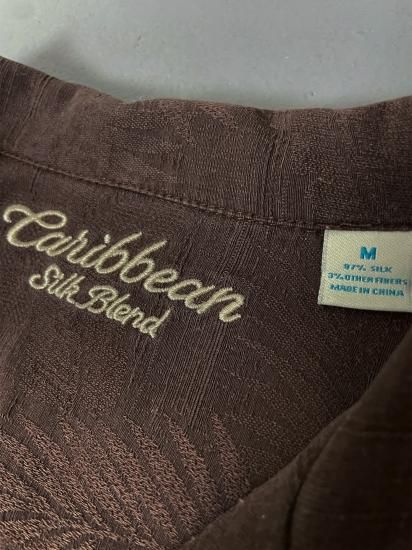 Caribbean
Silk Blend
M
97% SILK
3% OTHER FIBERS
MADE IN CHINA